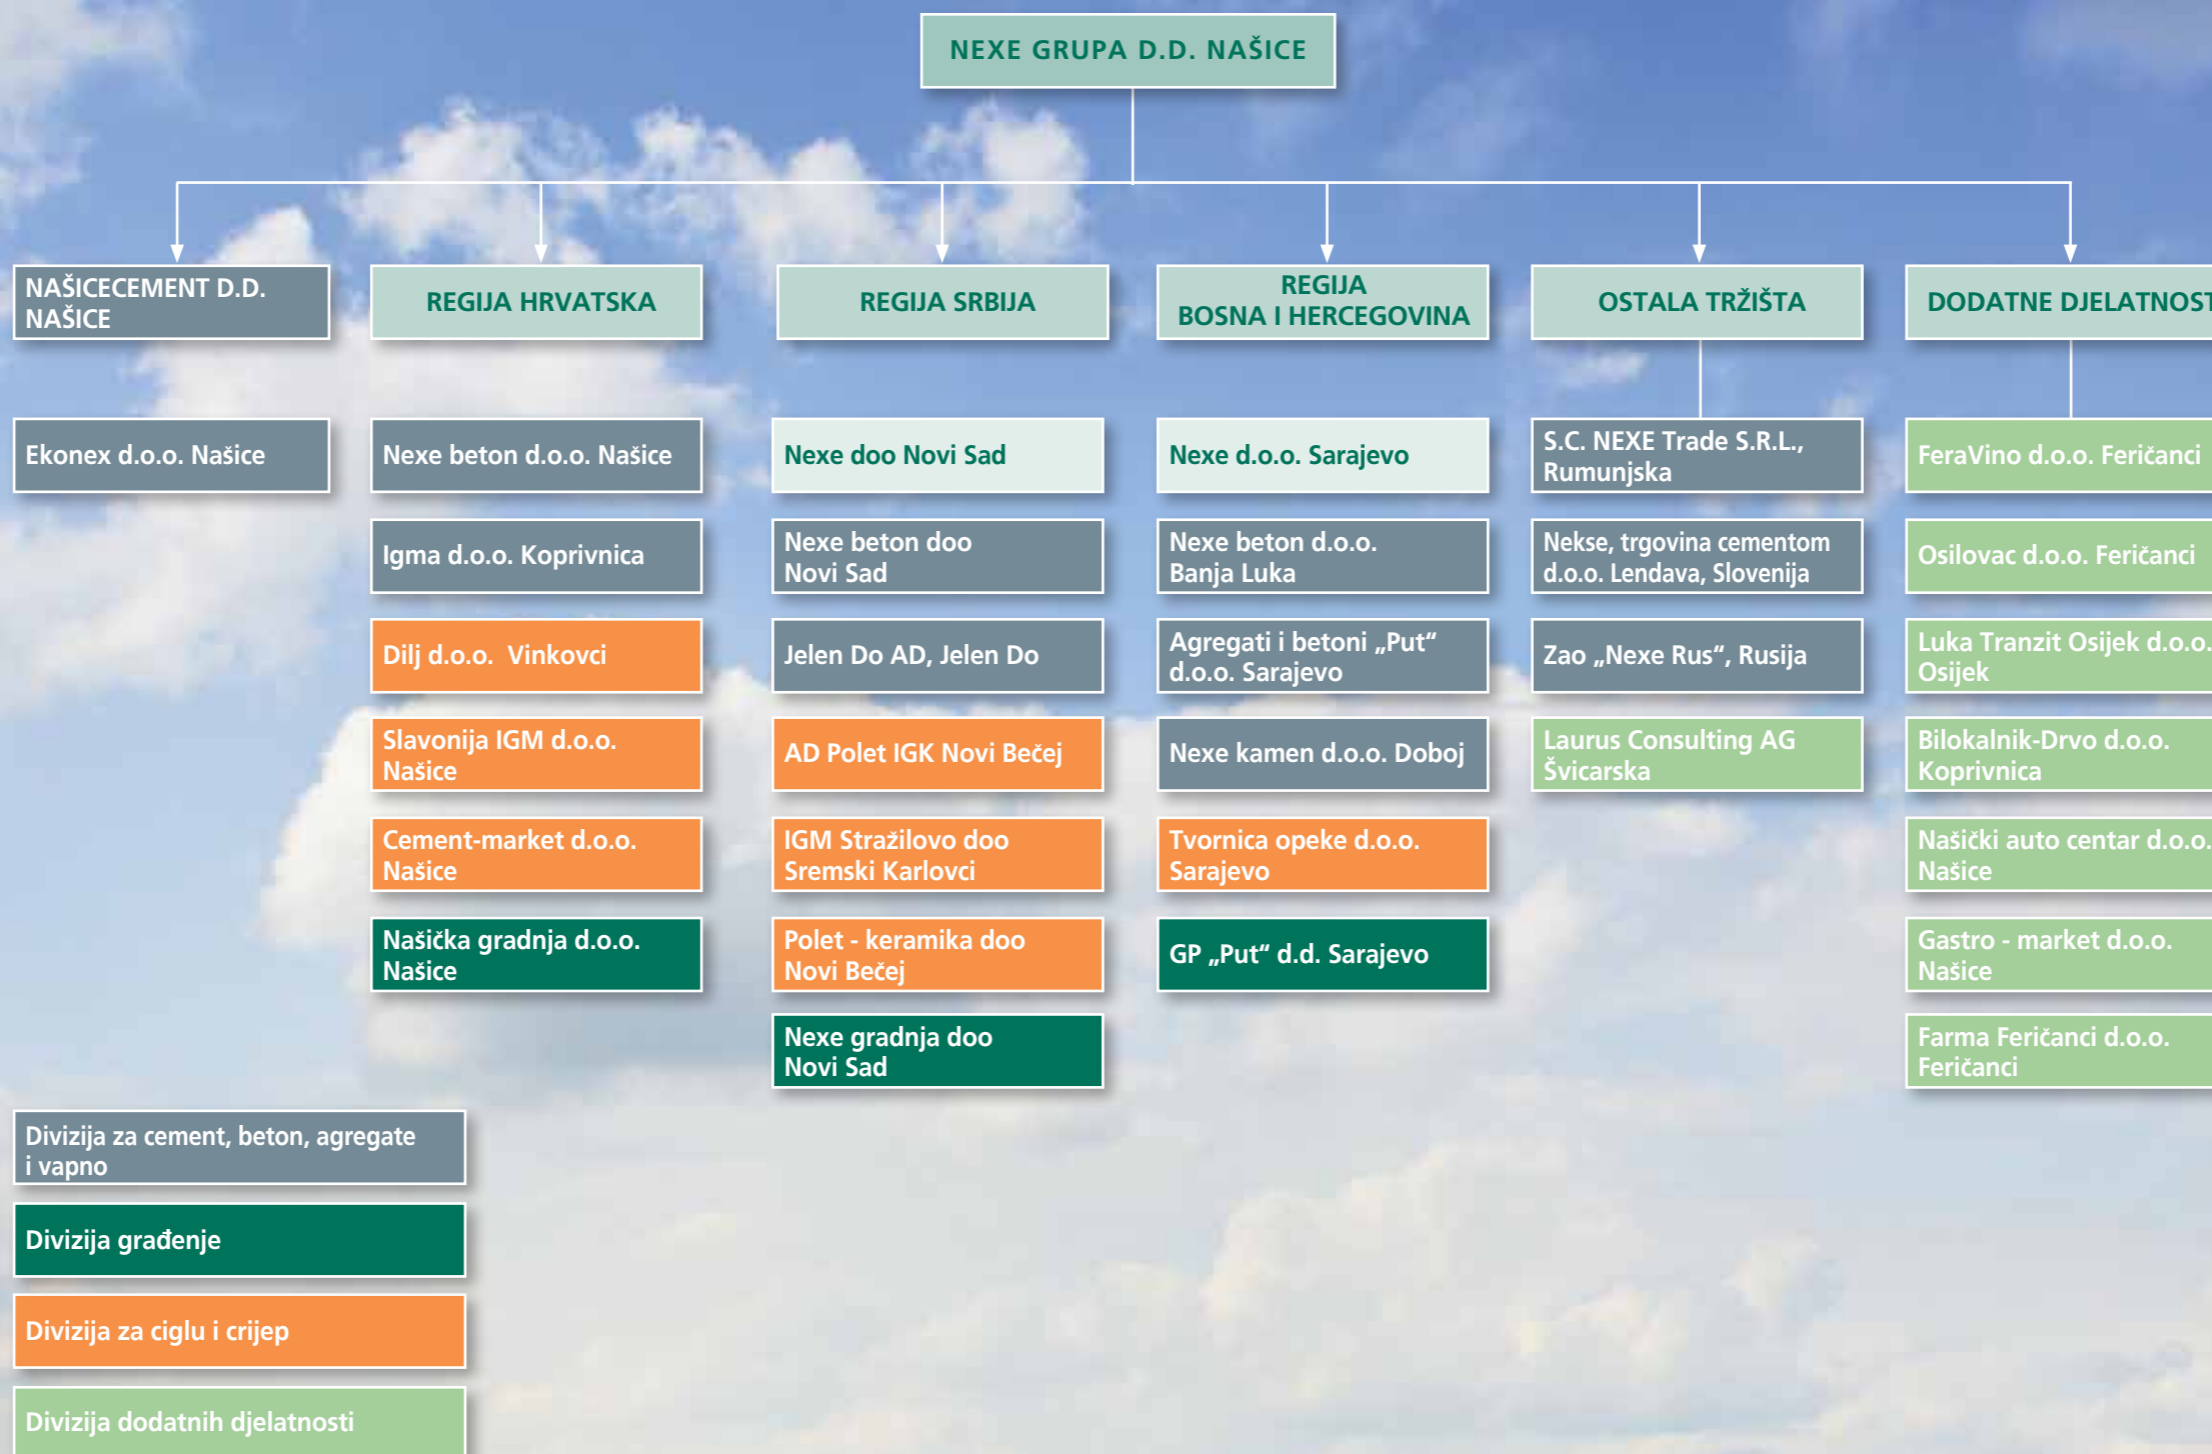 NEXE GRUPA D.D. NAŠICE
NAŠICECEMENT D.D.
NAŠICE
REGIJA HRVATSKA
REGIJA SRBIJA
REGIJA
BOSNA I HERCEGOVINA
OSTALA TRŽIŠTA
DODATNE DJELATNOST
Ekonex d.o.o. Našice
Nexe beton d.o.o. Našice
Igma d.o.o. Koprivnica
Dilj d.o.o. Vinkovci
Slavonija IGM d.o.o.
Našice
Cement-market d.o.o.
Našice
Našička gradnja d.o.o.
Našice
Nexe doo Novi Sad
Nexe beton doo
Novi Sad
Jelen Do AD, Jelen Do
AD Polet IGK Novi Bečej
IGM Stražilovo doo
Sremski Karlovci
Polet - keramika doo
Novi Bečej
Nexe gradnja doo
Novi Sad
Nexe d.o.o. Sarajevo
Nexe beton d.o.o.
Banja Luka
Agregati i betoni „Put“
d.o.o. Sarajevo
Nexe kamen d.o.o. Doboj
Tvornica opeke d.o.o.
Sarajevo
GP „Put“ d.d. Sarajevo
S.C. NEXE Trade S.R.L.,
Rumunjska
Nekse, trgovina cementom
d.o.o. Lendava, Slovenija
Zao „Nexe Rus“, Rusija
Laurus Consulting AG
Švicarska
FeraVino d.o.o. Feričanci
Osilovac d.o.o. Feričanci
Luka Tranzit Osijek d.o.o.
Osijek
Bilokalnik-Drvo d.o.o.
Koprivnica
Našički auto centar d.o.o.
Našice
Gastro - market d.o.o.
Našice
Farma Feričanci d.o.o.
Feričanci
Divizija za cement, beton, agregate
i vapno
Divizija građenje
Divizija za ciglu i crijep
Divizija dodatnih djelatnosti